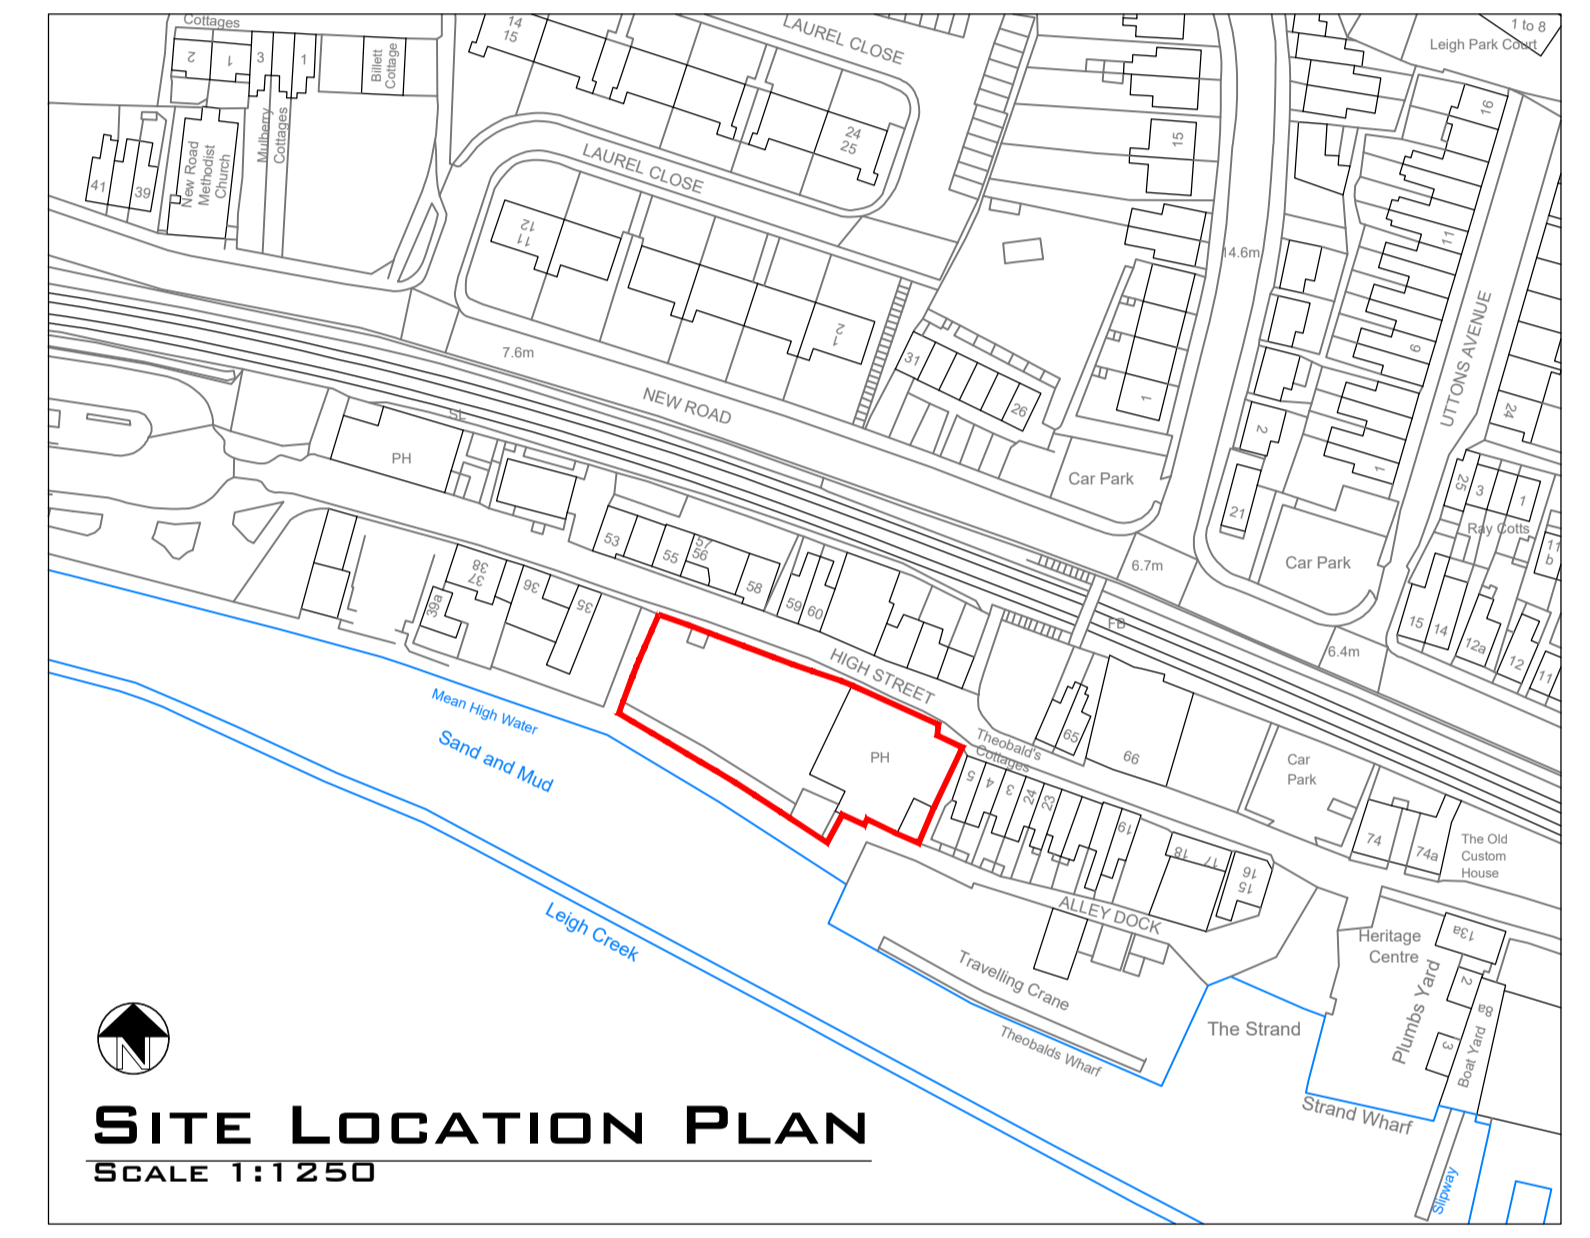 Cottages
2
1
3
1
Billett
Cottage
14
15
LAUREL CLOSE
1 to 8
Leigh Park Court
41
39
New Road
Methodist
Church
Mulberry
Cottages
24
25
LAUREL CLOSE
15
16
12
11
14.6m
11
2
1
31
26
1
9
UTTONS AVENUE
7.6m
NEW ROAD
SL
PH
2
24
1
Car Park
21
25
3
1
Ray Cotts
11
b
53
55
57
56
58
59
60
38
37
36
35
39a
6.7m
Car Park
FB
15
14
12a
12
11
6.4m
HIGH STREET
Mean High Water
Sand and Mud
PH
Theobald's
Cottages
65
66
Car
Park
5
4
3
24
23
19
18
17
16
15
74
74a
The Old
Custom
House
ALLEY DOCK
Leigh Creek
Travelling Crane
Theobalds Wharf
The Strand
Heritage
Centre
13a
Plumbs Yard
2
3
8a
Boat Yard
Strand Wharf
Slipway
N
SITE LOCATION PLAN
SCALE 1:1250